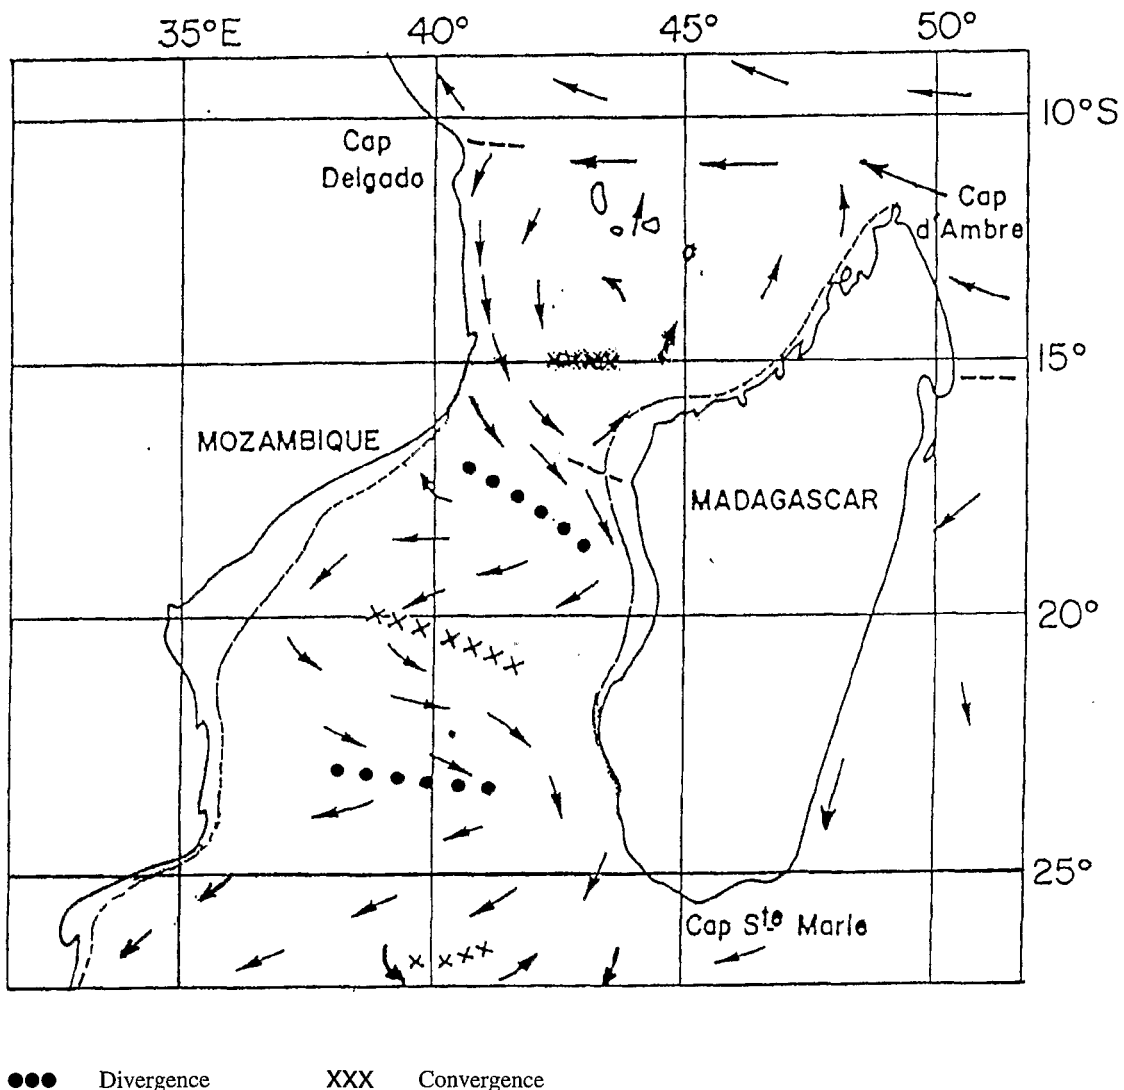 35°E 40° 45° 50°
10°S
Cap
Delgado
Cap
d'Ambre
15°
MOZAMBIQUE
MADAGASCAR
20°
25°
Cap Ste Marie
●●● Divergence XXX Convergence